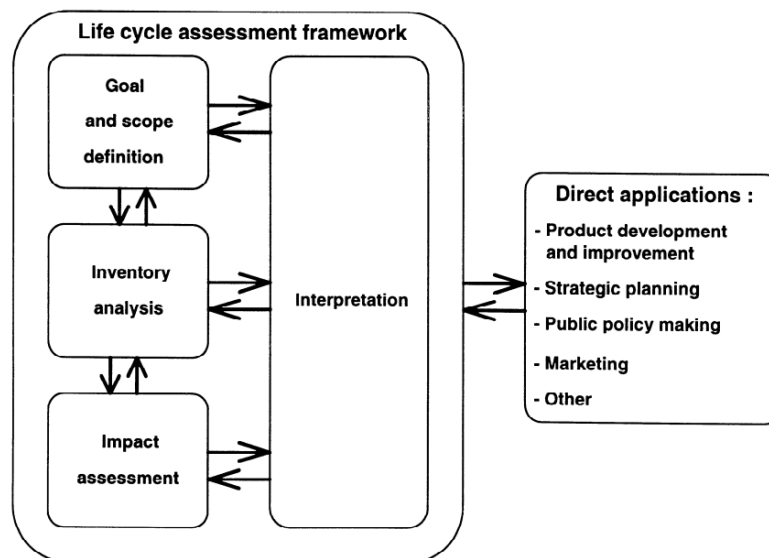 Life cycle assessment framework
Goal
and scope
definition
Inventory
analysis
Impact
assessment
Interpretation
Direct applications :
- Product development
and improvement
- Strategic planning
- Public policy making
- Marketing
- Other